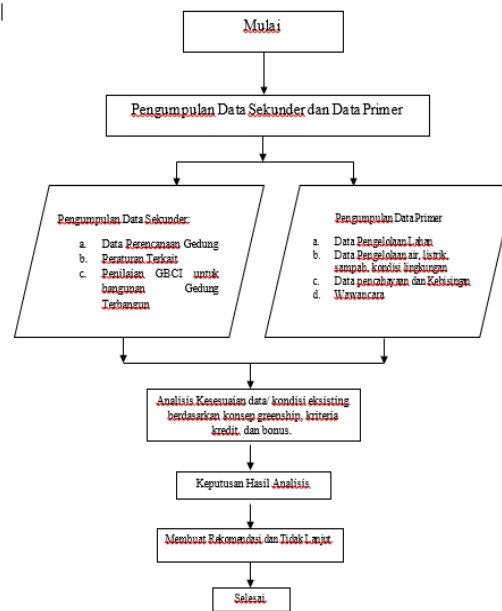 Mulai
Pengumpulan Data Sekunder dan Data Primer
Pengumpulan Data Sekunder:
a. Data Perencanaan Gedung
b. Peraturan Terkait
c. Penilaian GBCI untuk
bangunan Gedung
Terbangun
Pengumpulan Data Primer
a. Data Pengelolaan Lahan
b. Data Pengelolaan air, listrik,
sampah, kondisi lingkungan
c. Data pencahayaan dan Kebisingan
d. Wawancara
Analisis Kesesuaian data/ kondisi eksisting
berdasarkan konsep greenship, kriteria
kredit, dan bonus.
Keputusan Hasil Analisis
Membuat Rekomendasi dan Tidak Lanjut
Selesai